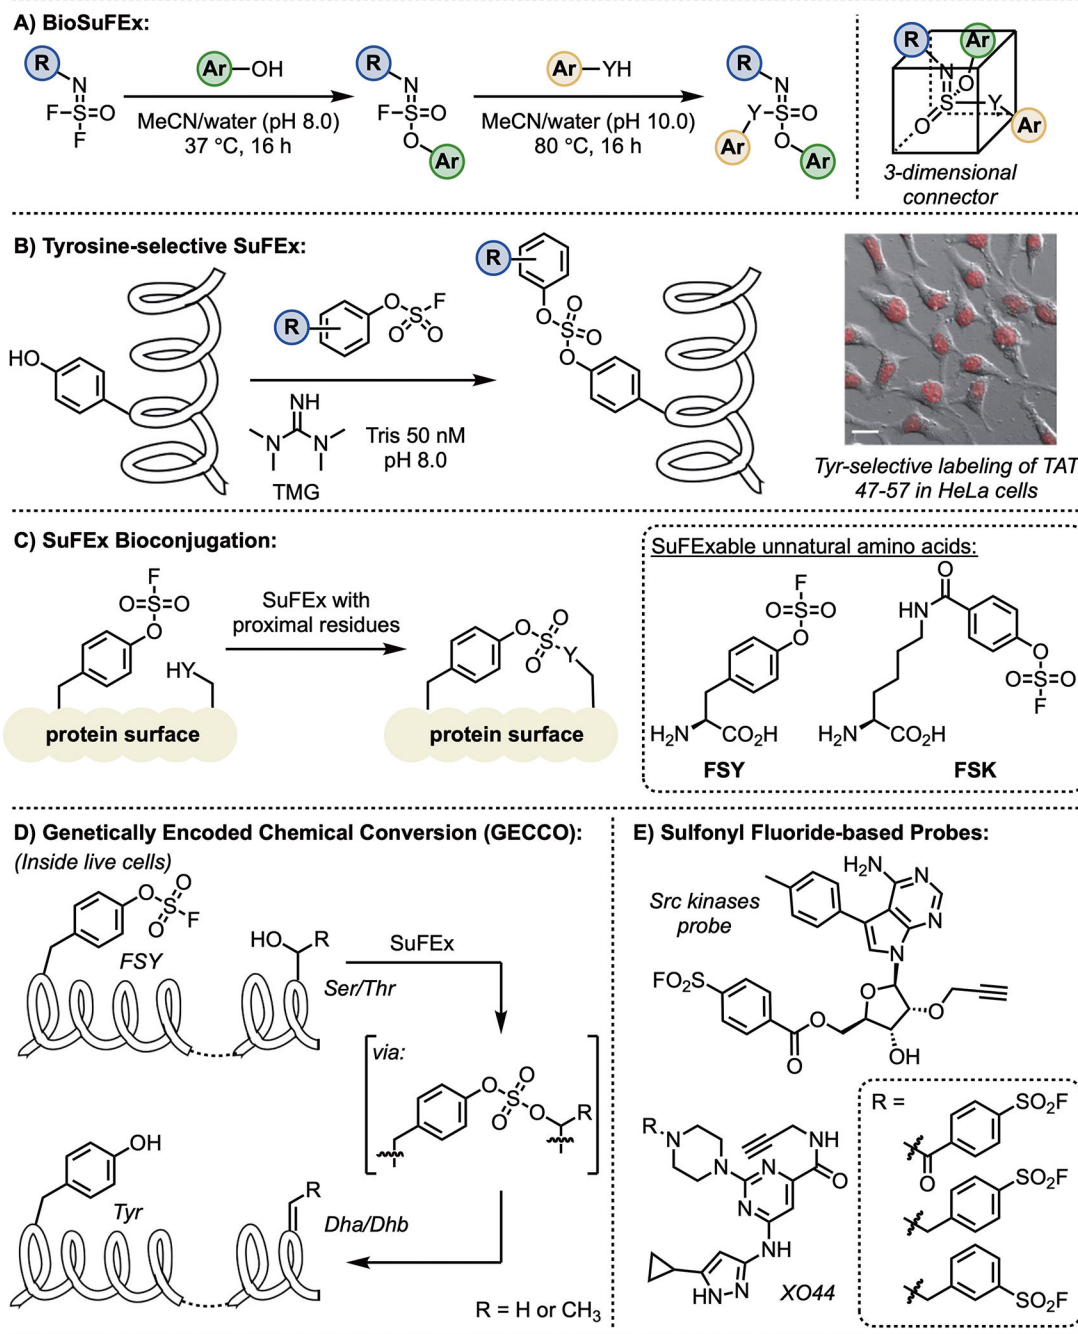 A) BioSuFEx:
R
N
F-S=O
F
Ar-OH
MeCN/water (pH 8.0)
37 °C, 16 h
R
N
F-S=O
O
Ar
Ar-YH
MeCN/water (pH 10.0)
80 °C, 16 h
R
N
Y S=O
Ar O
Ar
R Ar
N O
S Y
O Ar
3-dimensional
connector
B) Tyrosine-selective SuFEx:
HO
R
O F
S
O O
NH
N N
TMG
Tris 50 nM
pH 8.0
R
O O
S
O O
Tyr-selective labeling of TAT
47-57 in HeLa cells
C) SuFEx Bioconjugation:
F
O=S=O
O
HY
protein surface
SuFEx with
proximal residues
O O
S
O Y
protein surface
SuFExable unnatural amino acids:
F
O=S=O
O
H₂N CO₂H
FSY
O
HN
O
O=S=O
F
H₂N CO₂H
FSK
D) Genetically Encoded Chemical Conversion (GECCO):
(Inside live cells)
O O
S
O F
FSY
HO R
Ser/Thr
SuFEx
via:
O O
S
O O R
OH
Tyr
R
Dha/Dhb
R = H or CH₃
E) Sulfonyl Fluoride-based Probes:
Src kinases
probe
H₂N
N
N
N
FO₂S
O
O
O
O
OH
R
N
N
N
N
HN
NH
O
NH
N
XO44
R =
SO₂F
O
SO₂F
SO₂F